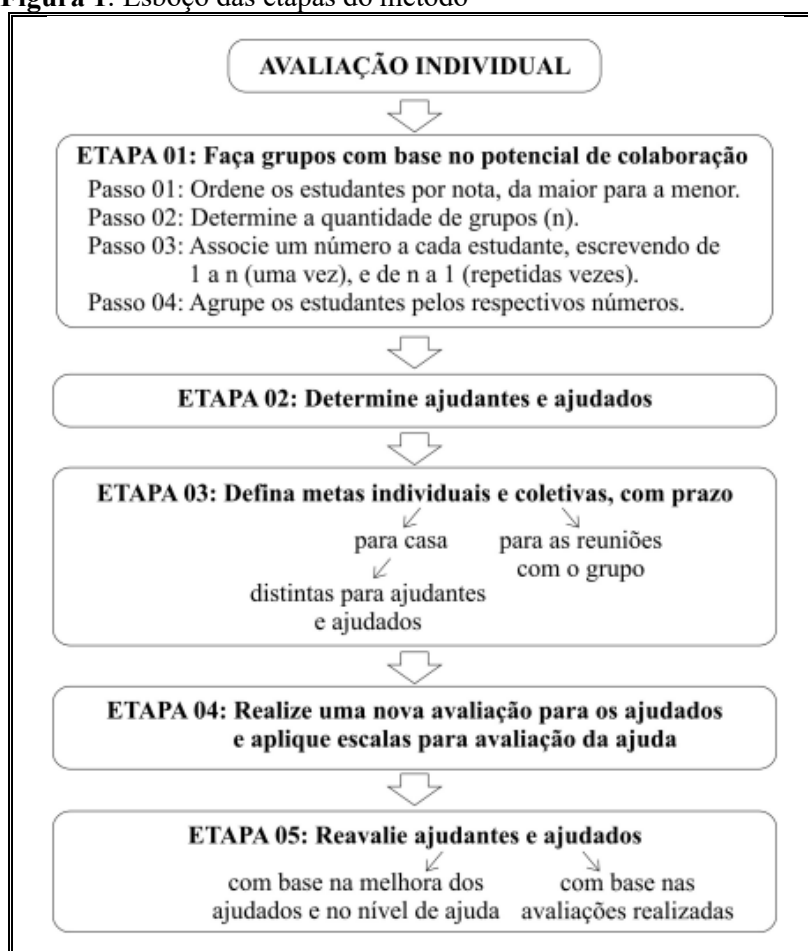 Figura 1: Esboço das etapas do método
AVALIAÇÃO INDIVIDUAL
ETAPA 01: Faça grupos com base no potencial de colaboração
Passo 01: Ordene os estudantes por nota, da maior para a menor.
Passo 02: Determine a quantidade de grupos (n).
Passo 03: Associe um número a cada estudante, escrevendo de
1 a n (uma vez), e de n a 1 (repetidas vezes).
Passo 04: Agrupe os estudantes pelos respectivos números.
ETAPA 02: Determine ajudantes e ajudados
ETAPA 03: Defina metas individuais e coletivas, com prazo
para casa
distintas para ajudantes
e ajudados
para as reuniões
com o grupo
ETAPA 04: Realize uma nova avaliação para os ajudados
e aplique escalas para avaliação da ajuda
ETAPA 05: Reavalie ajudantes e ajudados
com base na melhora dos
ajudados e no nível de ajuda
com base nas
avaliações realizadas